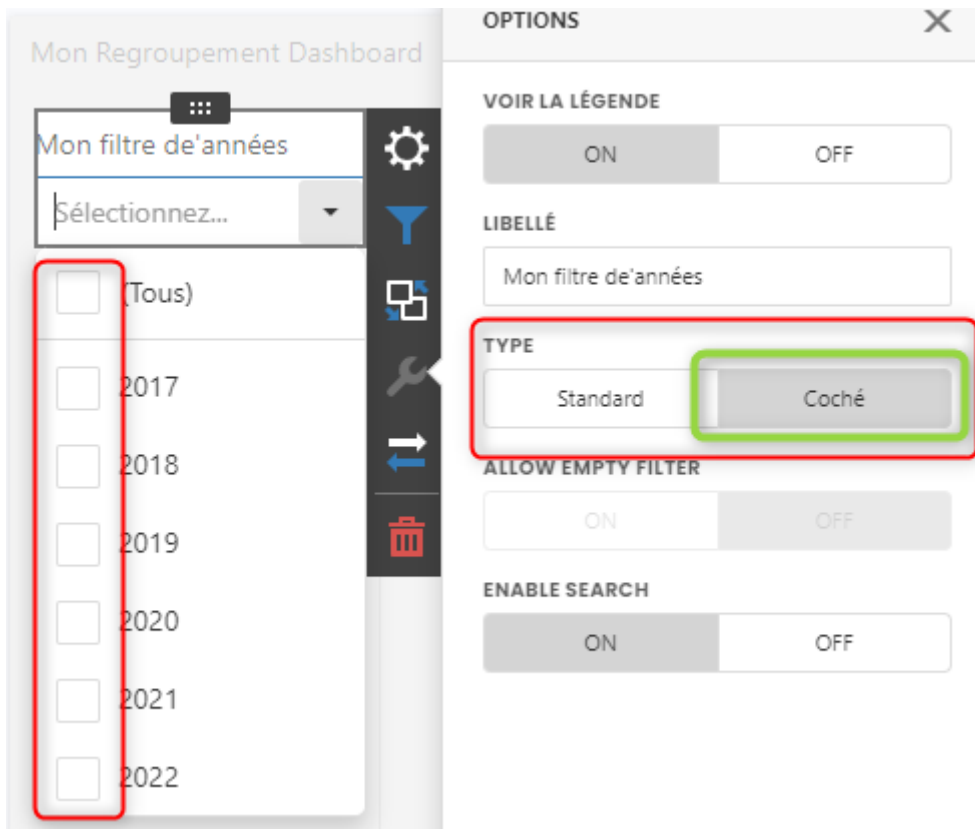 Mon Regroupement Dashboard
Mon filtre de'années
Sélectionnez...
(Tous)
2017
2018
2019
2020
2021
2022
OPTIONS
VOIR LA LÉGENDE
ON OFF
LIBELLÉ
Mon filtre de'années
TYPE
Standard Coché
ALLOW EMPTY FILTER
ON OFF
ENABLE SEARCH
ON OFF